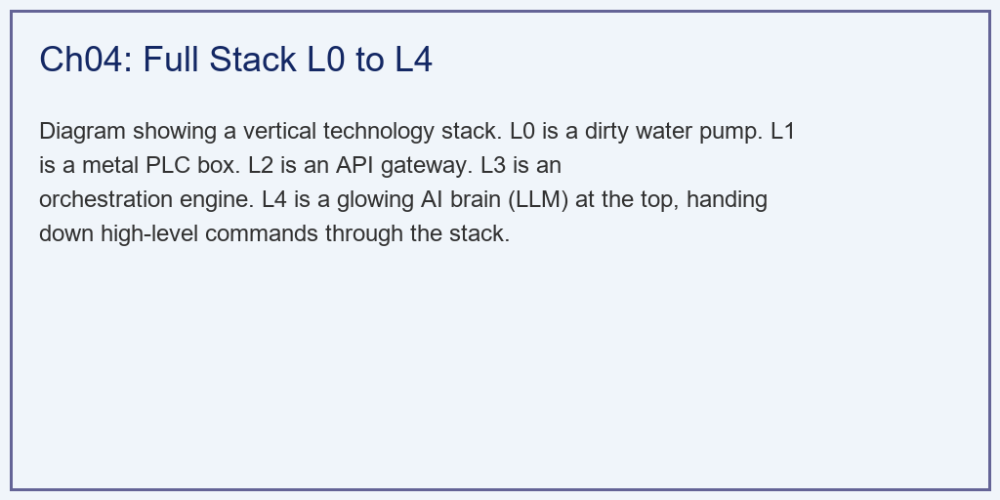 Ch04: Full Stack L0 to L4
Diagram showing a vertical technology stack. L0 is a dirty water pump. L1
is a metal PLC box. L2 is an API gateway. L3 is an
orchestration engine. L4 is a glowing AI brain (LLM) at the top, handing
down high-level commands through the stack.